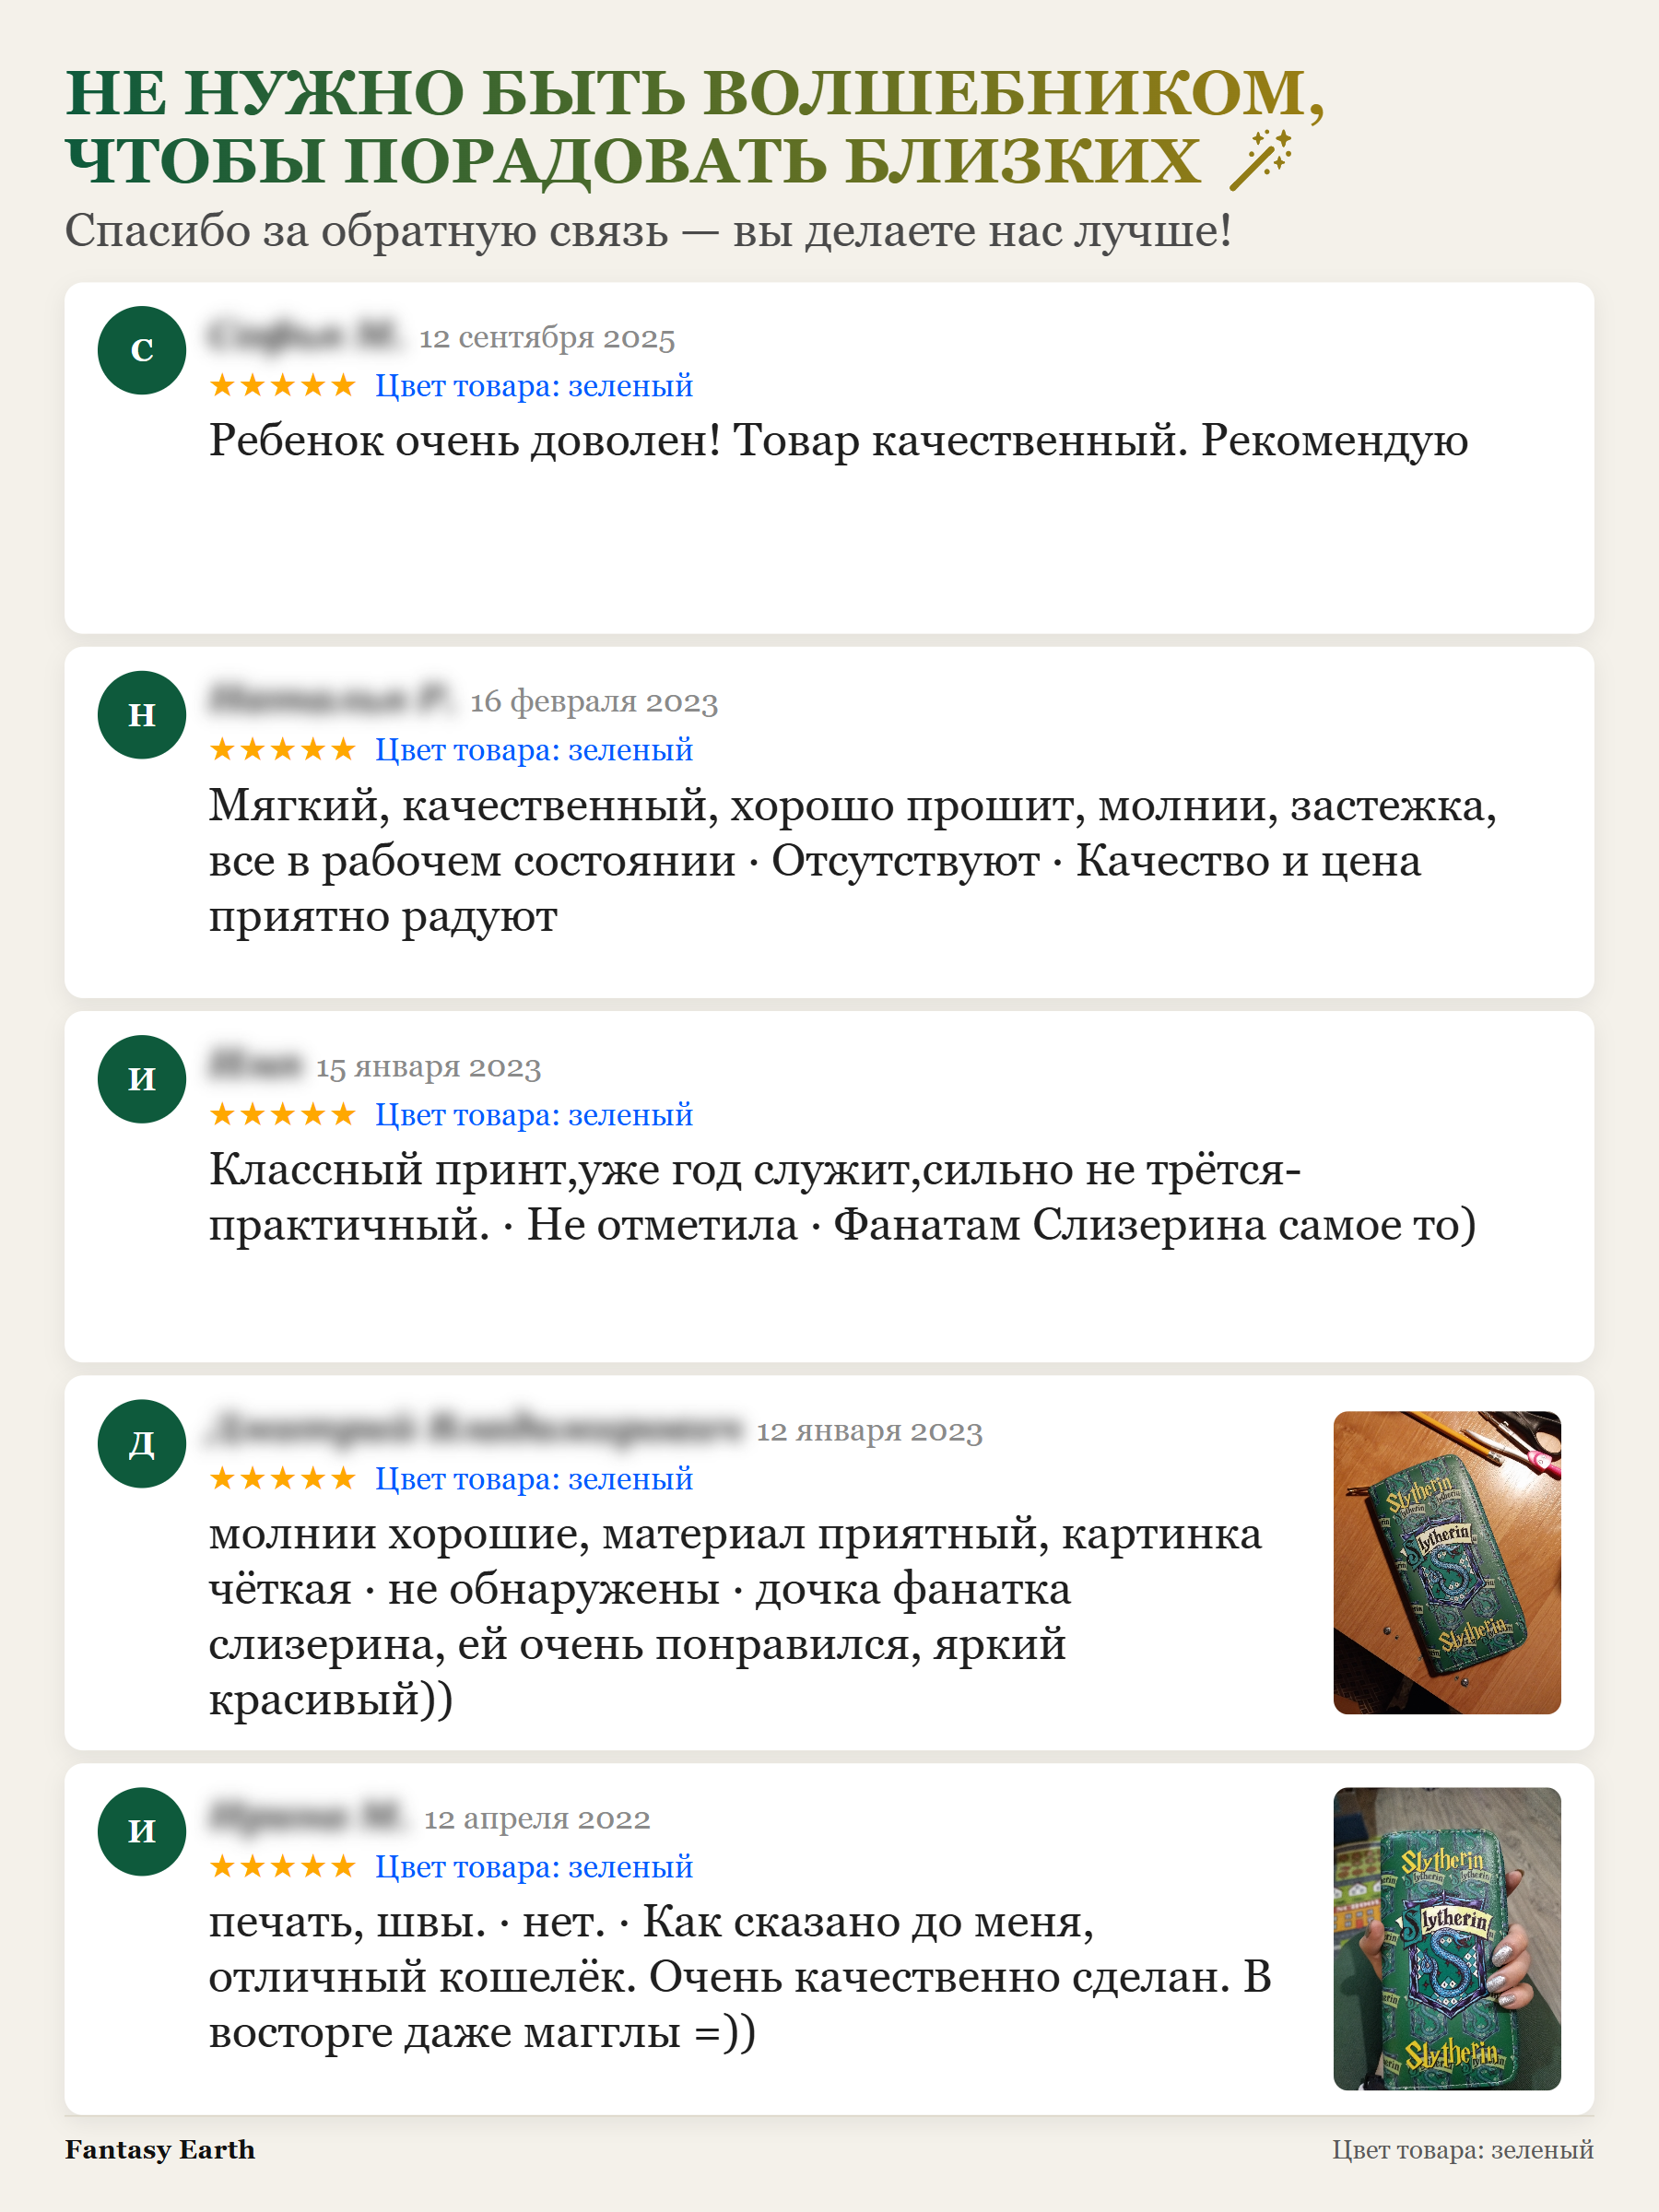 НЕ НУЖНО БЫТЬ ВОЛШЕБНИКОМ,
ЧТОБЫ ПОРАДОВАТЬ БЛИЗКИХ
Спасибо за обратную связь — вы делаете нас лучше!
С
12 сентября 2025
★★★★★ Цвет товара: зеленый
Ребенок очень доволен! Товар качественный. Рекомендую
Н
16 февраля 2023
★★★★★ Цвет товара: зеленый
Мягкий, качественный, хорошо прошит, молнии, застежка,
все в рабочем состоянии · Отсутствуют · Качество и цена
приятно радуют
И
15 января 2023
★★★★★ Цвет товара: зеленый
Классный принт,уже год служит,сильно не трётся-
практичный. · Не отметила · Фанатам Слизерина самое то)
Д
12 января 2023
★★★★★ Цвет товара: зеленый
молнии хорошие, материал приятный, картинка
чёткая · не обнаружены · дочка фанатка
слизерина, ей очень понравился, яркий
красивый))
Slytherin
Slytherin
Slytherin
И
12 апреля 2022
★★★★★ Цвет товара: зеленый
печать, швы. · нет. · Как сказано до меня,
отличный кошелёк. Очень качественно сделан. В
восторге даже магглы =))
Slytherin
Slytherin
Slytherin
Fantasy Earth
Цвет товара: зеленый